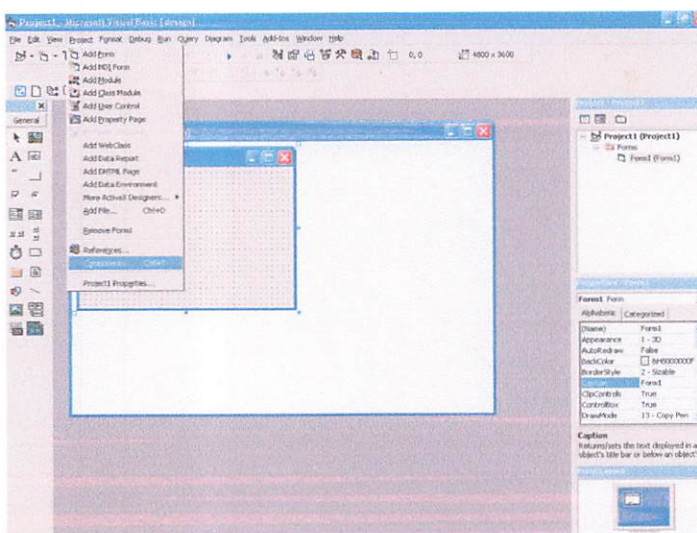 Project1 - Microsoft Visual Basic [design]
File Edit View Project Format Debug Run Query Diagram Tools Add-Ins Window Help
0, 0
4800 x 3600
Add Form
Add MDI Form
Add Module
Add Class Module
Add User Control
Add Property Page
Add WebClass
Add Data Report
Add DHTML Page
Add Data Environment
More ActiveX Designers...
Add File... Ctrl+D
Remove Form1
References...
Components... Ctrl+T
Project1 Properties...
General
Project1 (Project1)
Forms
Form1 (Form1)
Form1 Form
Alphabetic Categorized
(Name) Form1
Appearance 1 - 3D
AutoRedraw False
BackColor &H8000000F
BorderStyle 2 - Sizable
Caption Form1
ClipControls True
ControlBox True
DrawMode 13 - Copy Pen
Caption
Returns/sets the text displayed in a
object's title bar or below an object'